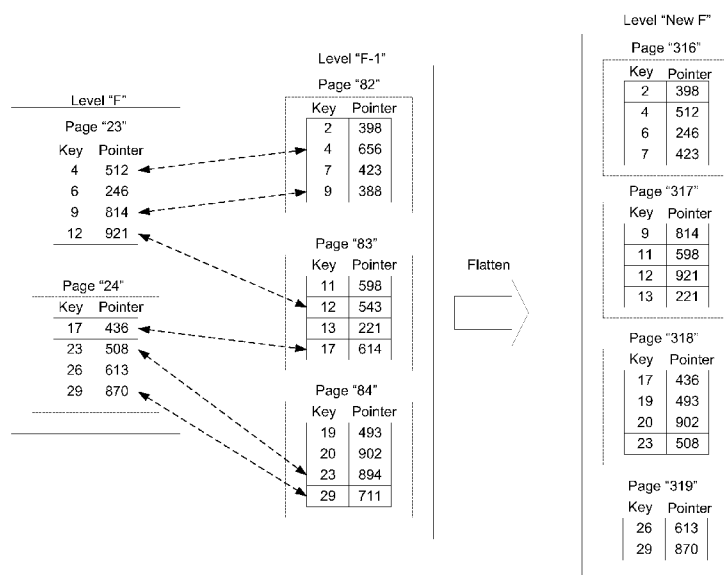 Level "F"
Page "23"
Key Pointer
4 512
6 246
9 814
12 921
Page "24"
Key Pointer
17 436
23 508
26 613
29 870
Level "F-1"
Page "82"
Key Pointer
2 398
4 656
7 423
9 388
Page "83"
Key Pointer
11 598
12 543
13 221
17 614
Page "84"
Key Pointer
19 493
20 902
23 894
29 711
Flatten
Level "New F"
Page "316"
Key Pointer
2 398
4 512
6 246
7 423
Page "317"
Key Pointer
9 814
11 598
12 921
13 221
Page "318"
Key Pointer
17 436
19 493
20 902
23 508
Page "319"
Key Pointer
26 613
29 870